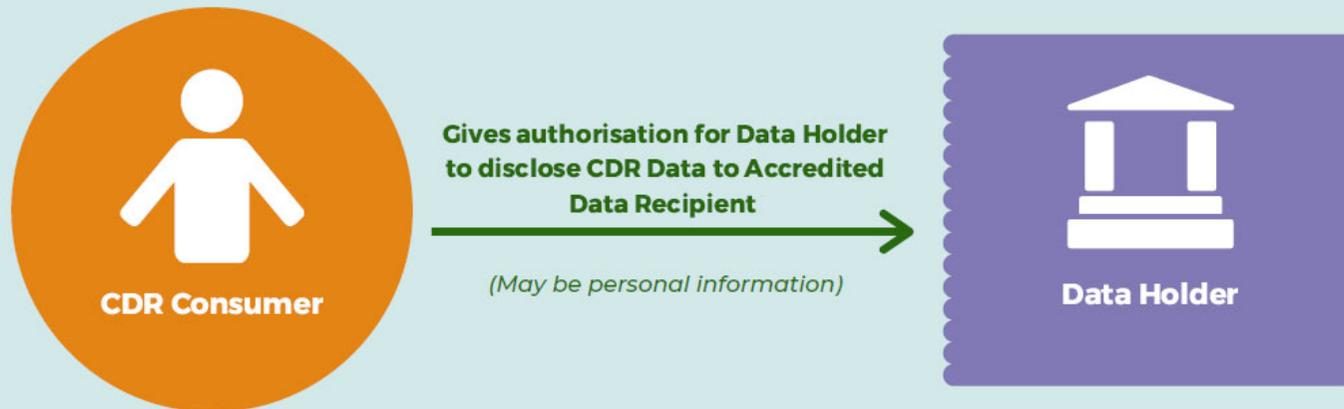 CDR Consumer
Gives authorisation for Data Holder
to disclose CDR Data to Accredited
Data Recipient
(May be personal information)
Data Holder